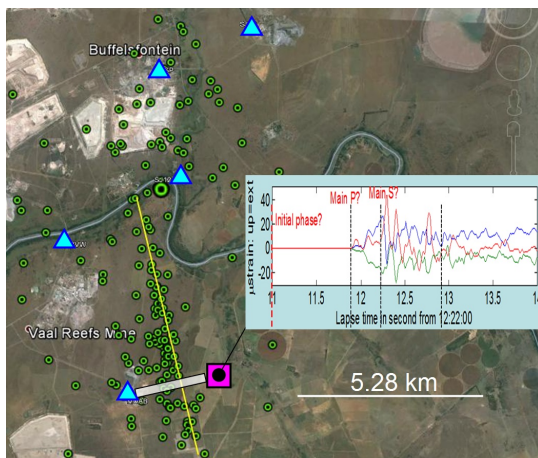 Buffelsfontein
Main P?
Main S?
Initial phase?
µstrain: up=ext
40
20
0
-20
11
11.5
12
12.5
13
13.5
14
Lapse time in second from 12:22:00
Vaal Reefs Mine
5.28 km